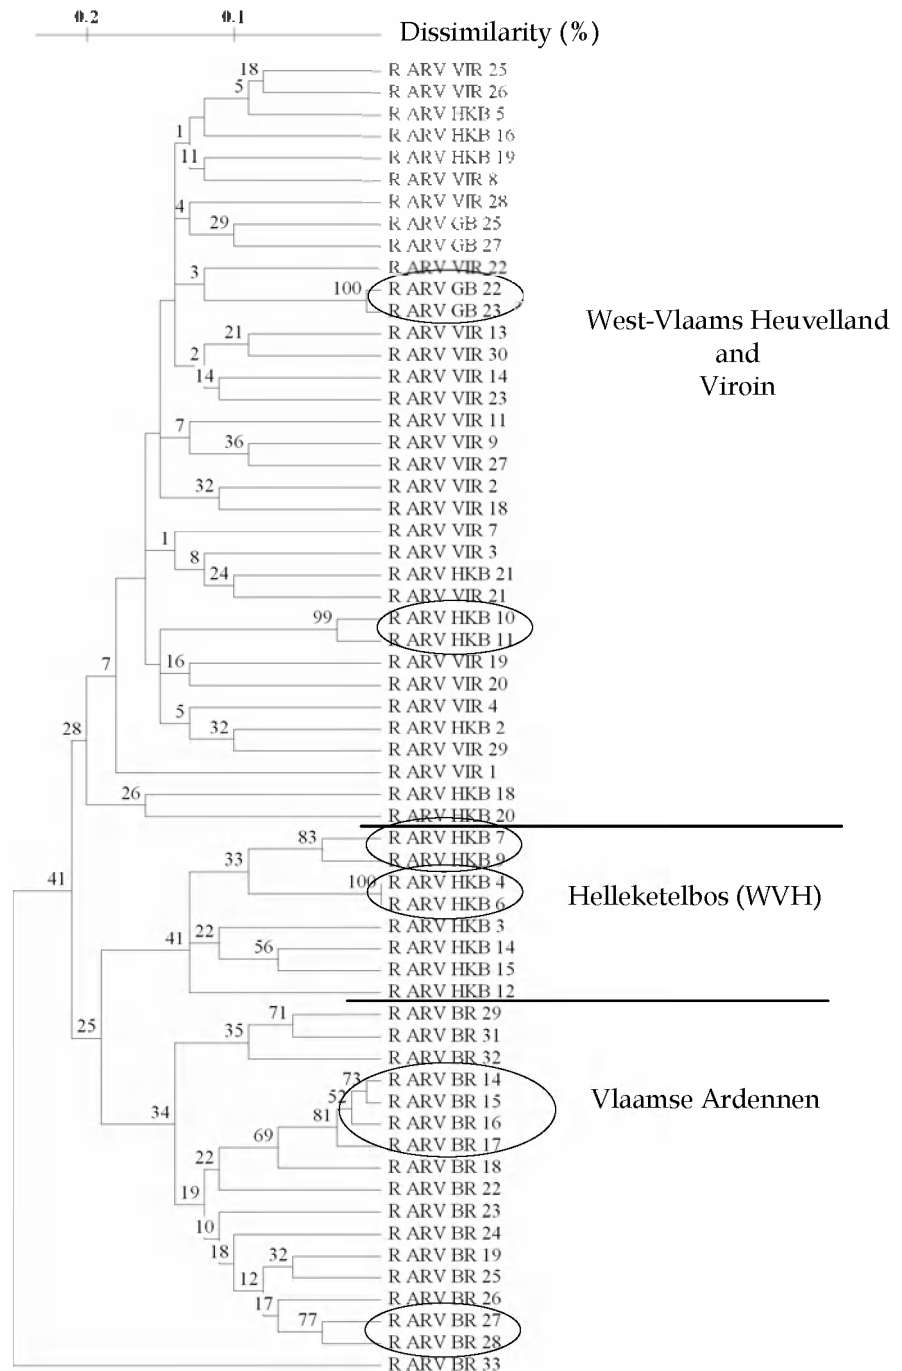 0.2 0.1 Dissimilarity (%)
18 R ARV VIR 25
5 R ARV VIR 26
R ARV HKB 5
1 R ARV HKB 16
11 R ARV HKB 19
R ARV VIR 8
4 R ARV VIR 28
29 R ARV GB 25
R ARV GB 27
3 R ARV VIR 22
100 R ARV GB 22
R ARV GB 23
21 R ARV VIR 13
2 R ARV VIR 30
14 R ARV VIR 14
R ARV VIR 23
7 R ARV VIR 11
36 R ARV VIR 9
R ARV VIR 27
32 R ARV VIR 2
R ARV VIR 18
1 R ARV VIR 7
8 R ARV VIR 3
24 R ARV HKB 21
R ARV VIR 21
99 R ARV HKB 10
R ARV HKB 11
7 16 R ARV VIR 19
R ARV VIR 20
5 R ARV VIR 4
28 32 R ARV HKB 2
R ARV VIR 29
R ARV VIR 1
26 R ARV HKB 18
R ARV HKB 20
West-Vlaams Heuvelland
and
Viroin
83 R ARV HKB 7
33 R ARV HKB 9
41 100 R ARV HKB 4
R ARV HKB 6
41 22 R ARV HKB 3
56 R ARV HKB 14
R ARV HKB 15
R ARV HKB 12
Helleketelbos (WVH)
25 35 71 R ARV BR 29
R ARV BR 31
R ARV BR 32
73 R ARV BR 14
52 R ARV BR 15
34 81 R ARV BR 16
69 R ARV BR 17
22 R ARV BR 18
19 R ARV BR 22
10 R ARV BR 23
18 R ARV BR 24
32 R ARV BR 19
12 R ARV BR 25
17 R ARV BR 26
77 R ARV BR 27
R ARV BR 28
R ARV BR 33
Vlaamse Ardennen